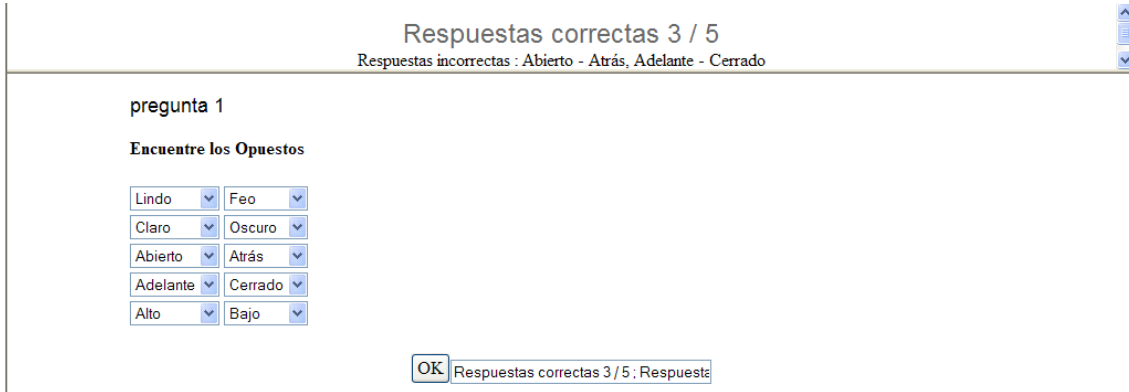 Respuestas correctas 3 / 5
Respuestas incorrectas : Abierto - Atrás, Adelante - Cerrado
pregunta 1
Encuentre los Opuestos
Lindo Feo
Claro Oscuro
Abierto Atrás
Adelante Cerrado
Alto Bajo
OK Respuestas correctas 3 / 5 ; Respuesta